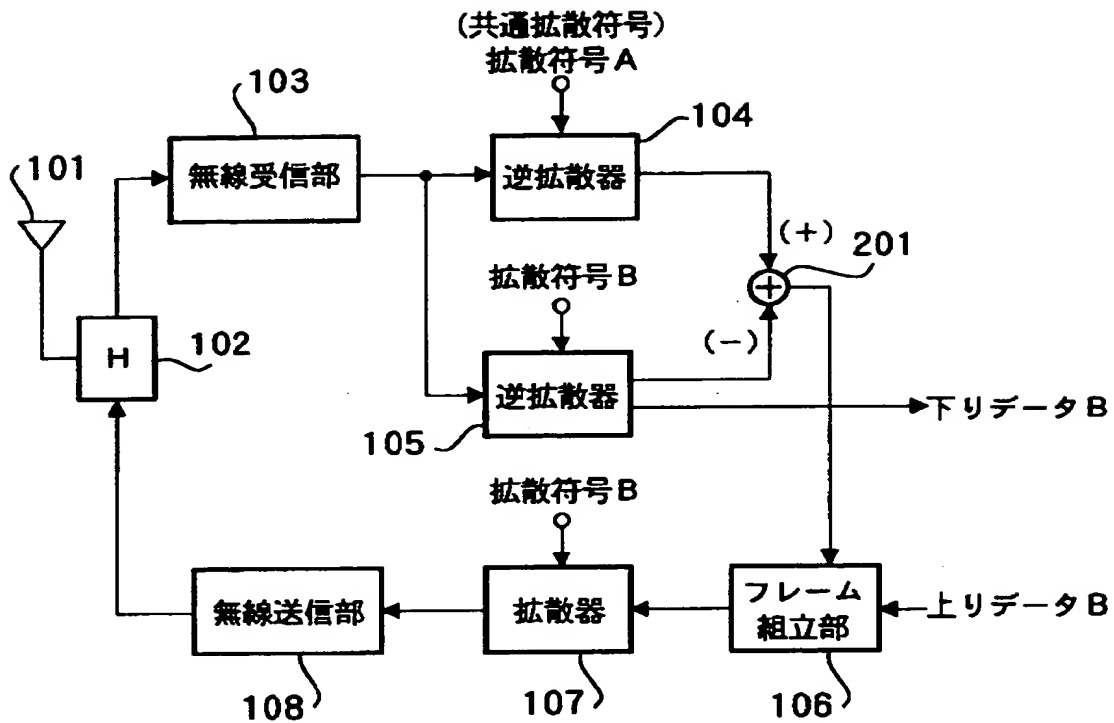 (共通拡散符号)
拡散符号A
103
104
101
無線受信部
逆拡散器
(+)
201
拡散符号B
+
H
102
(−)
逆拡散器
下りデータB
105
拡散符号B
無線送信部
拡散器
フレーム
組立部
上りデータB
108
107
106